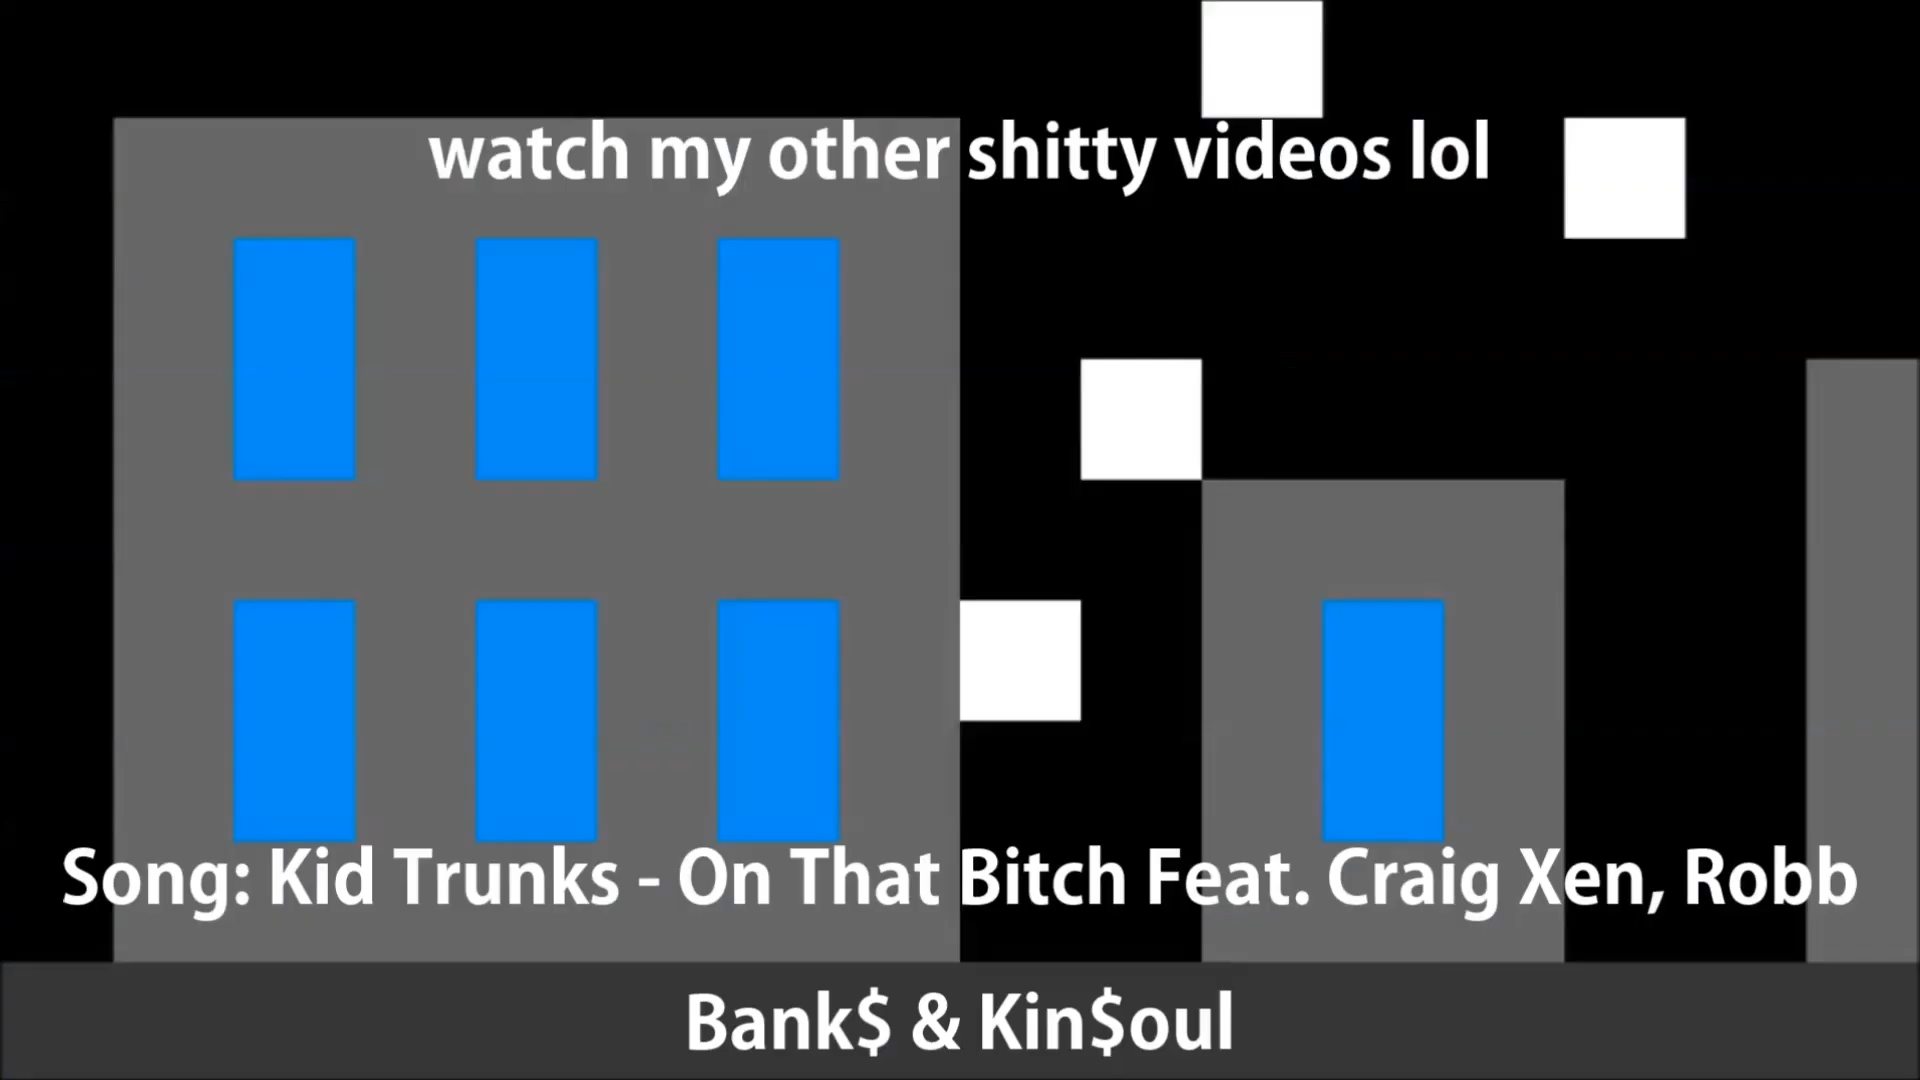 watch my other shitty videos lol
Song: Kid Trunks - On That Bitch Feat. Craig Xen, Robb
Bank$ & Kin$oul